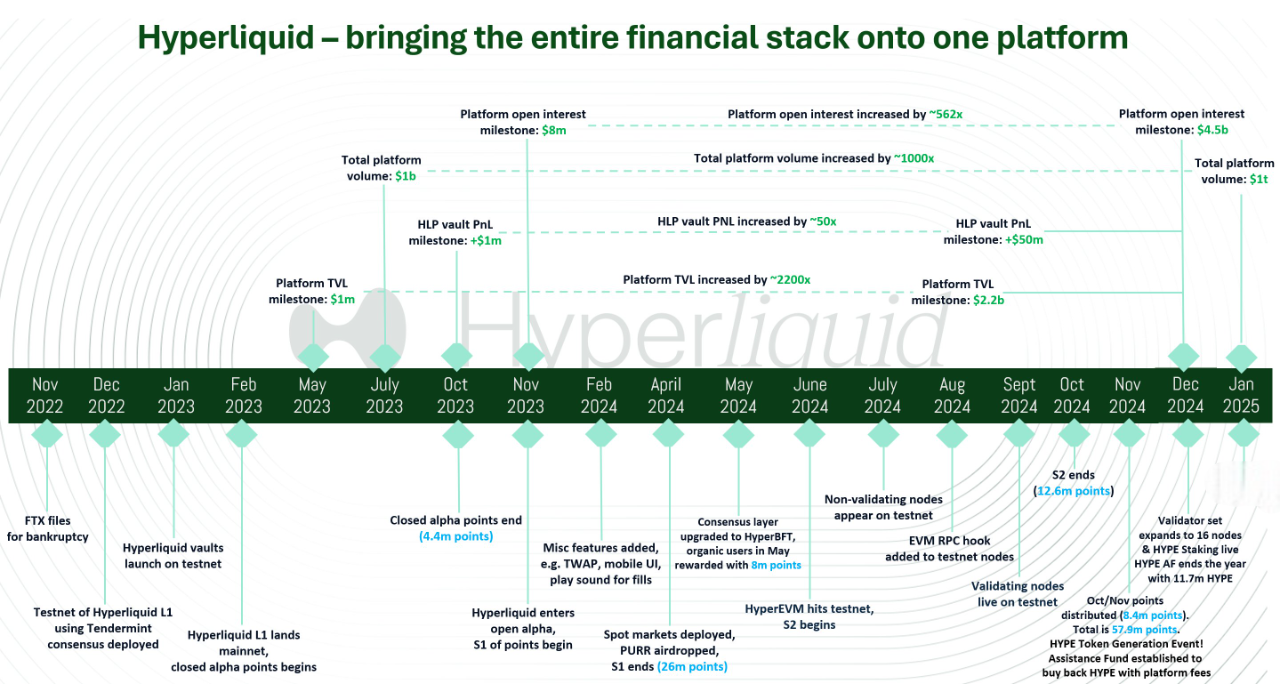 Hyperliquid – bringing the entire financial stack onto one platform
Platform open interest
milestone: $8m
Platform open interest increased by ~562x
Platform open interest
milestone: $4.5b
Total platform
volume: $1b
Total platform volume increased by ~1000x
Total platform
volume: $1t
HLP vault PnL
milestone: +$1m
HLP vault PNL increased by ~50x
HLP vault PnL
milestone: +$50m
Platform TVL
milestone: $1m
Platform TVL increased by ~2200x
Platform TVL
milestone: $2.2b
Hyperliquid
Nov
2022
Dec
2022
Jan
2023
Feb
2023
May
2023
July
2023
Oct
2023
Nov
2023
Feb
2024
April
2024
May
2024
June
2024
July
2024
Aug
2024
Sept
2024
Oct
2024
Nov
2024
Dec
2024
Jan
2025
FTX files
for bankruptcy
Testnet of Hyperliquid L1
using Tendermint
consensus deployed
Hyperliquid vaults
launch on testnet
Hyperliquid L1 lands
mainnet,
closed alpha points begins
Closed alpha points end
(4.4m points)
Hyperliquid enters
open alpha,
S1 of points begin
Misc features added,
e.g. TWAP, mobile UI,
play sound for fills
Spot markets deployed,
PURR airdropped,
S1 ends (26m points)
Consensus layer
upgraded to HyperBFT,
organic users in May
rewarded with 8m points
HyperEVM hits testnet,
S2 begins
Non-validating nodes
appear on testnet
EVM RPC hook
added to testnet nodes
Validating nodes
live on testnet
S2 ends
(12.6m points)
Oct/Nov points
distributed (8.4m points).
Total is 57.9m points.
HYPE Token Generation Event!
Assistance Fund established to
buy back HYPE with platform fees
Validator set
expands to 16 nodes
& HYPE Staking live
HYPE AF ends the year
with 11.7m HYPE